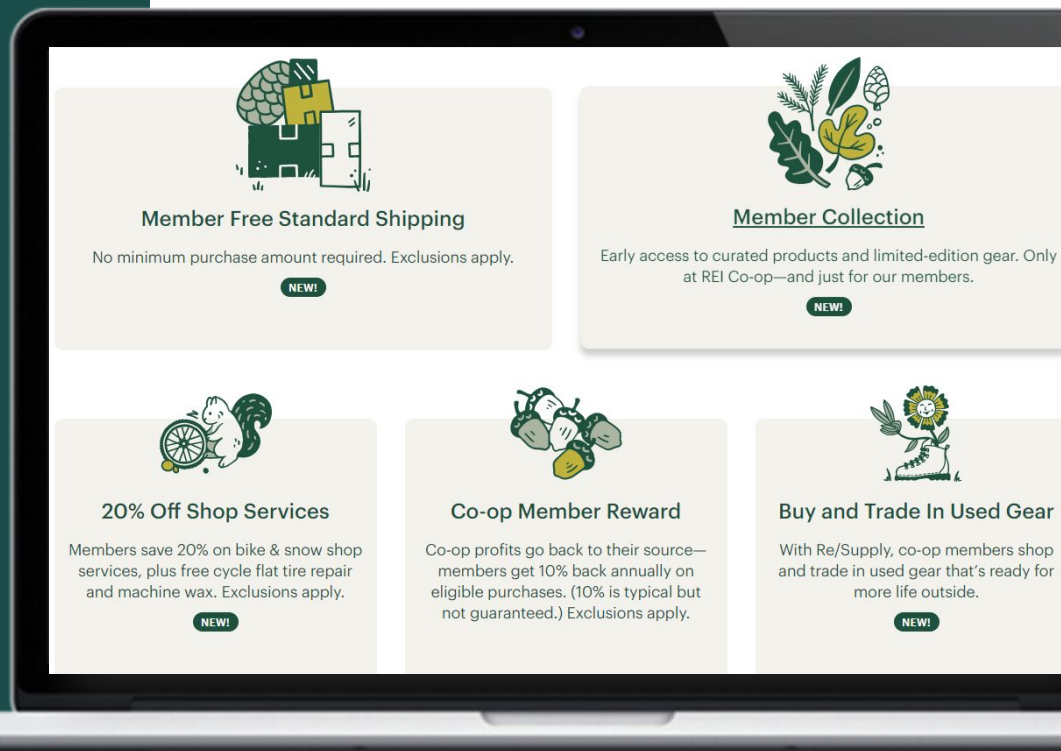 Member Free Standard Shipping
No minimum purchase amount required. Exclusions apply.
NEW!
Member Collection
Early access to curated products and limited-edition gear. Only
at REI Co-op—and just for our members.
NEW!
20% Off Shop Services
Members save 20% on bike & snow shop
services, plus free cycle flat tire repair
and machine wax. Exclusions apply.
NEW!
Co-op Member Reward
Co-op profits go back to their source—
members get 10% back annually on
eligible purchases. (10% is typical but
not guaranteed.) Exclusions apply.
Buy and Trade In Used Gear
With Re/Supply, co-op members shop
and trade in used gear that’s ready for
more life outside.
NEW!